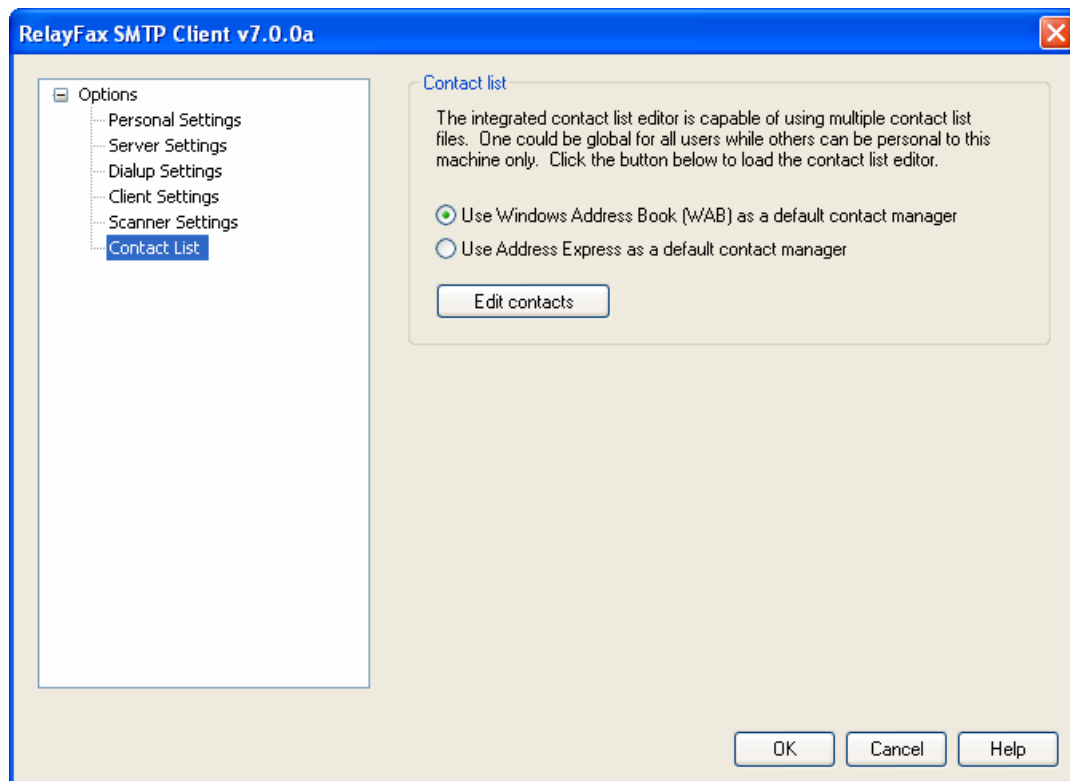 RelayFax SMTP Client v7.0.0a
Options
Personal Settings
Server Settings
Dialup Settings
Client Settings
Scanner Settings
Contact List
Contact list
The integrated contact list editor is capable of using multiple contact list
files.  One could be global for all users while others can be personal to this
machine only.  Click the button below to load the contact list editor.
Use Windows Address Book (WAB) as a default contact manager
Use Address Express as a default contact manager
Edit contacts
OK
Cancel
Help